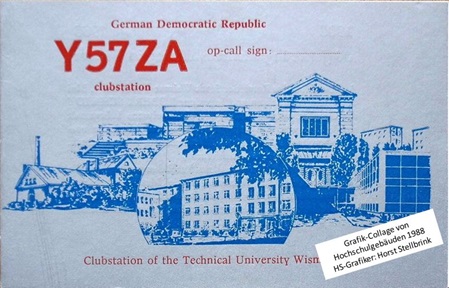 German Democratic Republic
Y57ZA
op-call sign:
clubstation
Grafik-Collage von
Hochschulgebäuden 1988
HS-Grafiker: Horst Stellbrink
Clubstation of the Technical University Wism